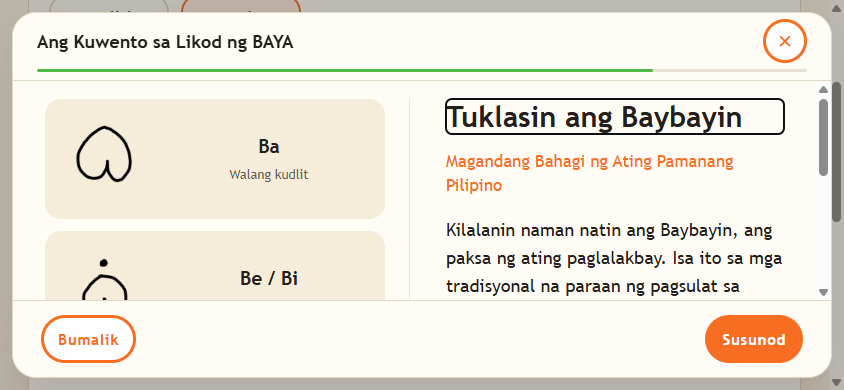 Ang Kuwento sa Likod ng BAYA
ᜊ
Ba
Walang kudlit
ᜊᜒ
Be / Bi
Tuklasin ang Baybayin
Magandang Bahagi ng Ating Pamanang
Pilipino
Kilalanin naman natin ang Baybayin, ang
paksa ng ating paglalakbay. Isa ito sa mga
tradisyonal na paraan ng pagsulat sa
Bumalik
Susunod